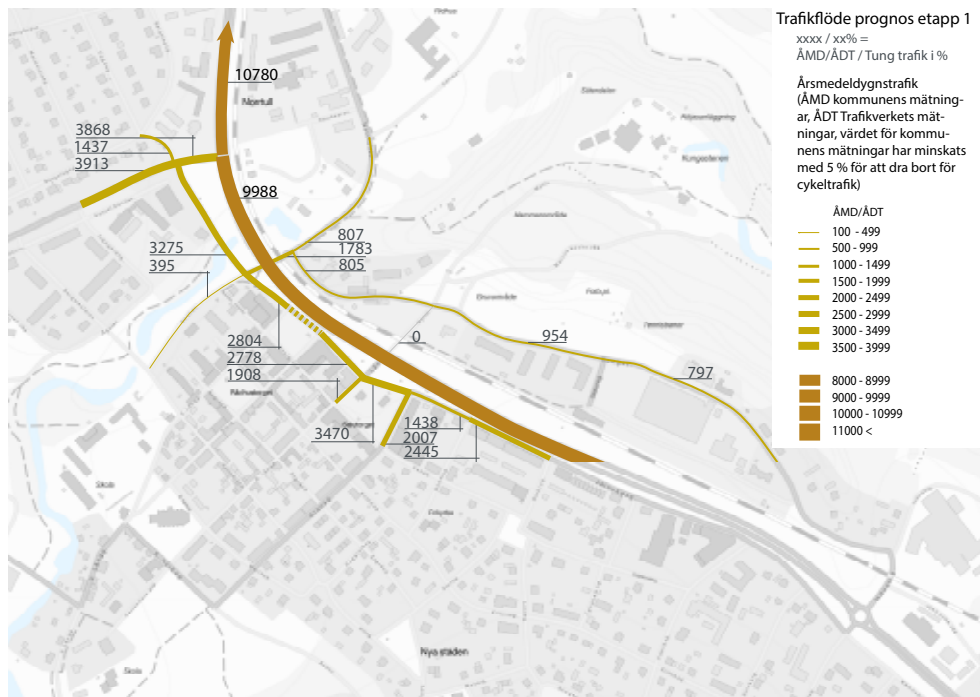 Trafikflöde prognos etapp 1
xxxx / xx% =
ÅMD/ÅDT / Tung trafik i %
Årsmedeldygnstrafik
(ÅMD kommunens mätning-
ar, ÅDT Trafikverkets mät-
ningar, värdet för kommu-
nens mätningar har minskats
med 5 % för att dra bort för
cykeltrafik)
ÅMD/ÅDT
100 - 499
500 - 999
1000 - 1499
1500 - 1999
2000 - 2499
2500 - 2999
3000 - 3499
3500 - 3999
8000 - 8999
9000 - 9999
10000 - 10999
11000 <
10780
Norrtull
3868
1437
3913
9988
807
1783
805
3275
395
2804
2778
1908
0
954
797
3470
1438
2007
2445
Skola
Skola
Nya staden